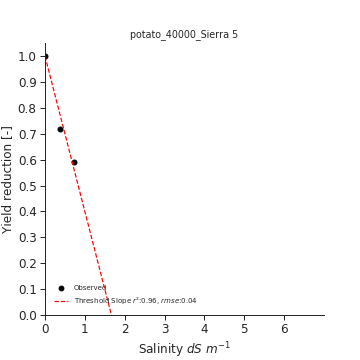 potato_40000_Sierra 5
Yield reduction [-]
1.0
0.9
0.8
0.7
0.6
0.5
0.4
0.3
0.2
0.1
0.0
Observed
Threshold Slope r²:0.96, rmse:0.04
0 1 2 3 4 5 6
Salinity dS m⁻¹